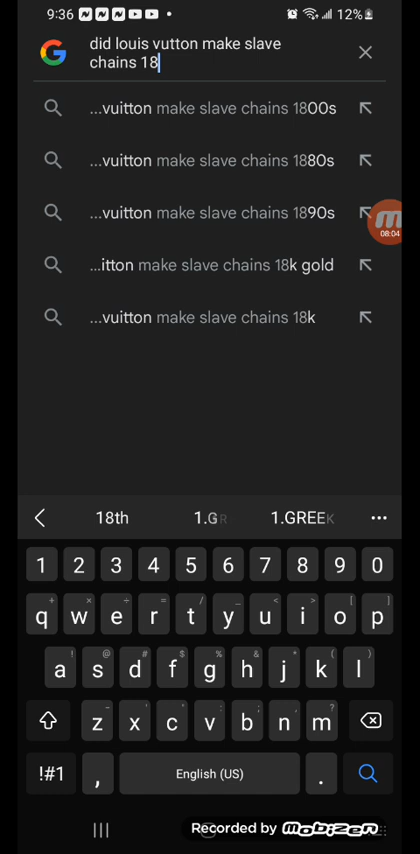 9:36
12%
did louis vutton make slave
chains 18
...vuitton make slave chains 1800s
...vuitton make slave chains 1880s
...vuitton make slave chains 1890s
08:04
...itton make slave chains 18k gold
...vuitton make slave chains 18k
18th 1.GR 1.GREEK
1 2 3 4 5 6 7 8 9 0
q w e r t y u i o p
a s d f g h j k l
z x c v b n m
!#1 , English (US) .
Recorded by mobizen